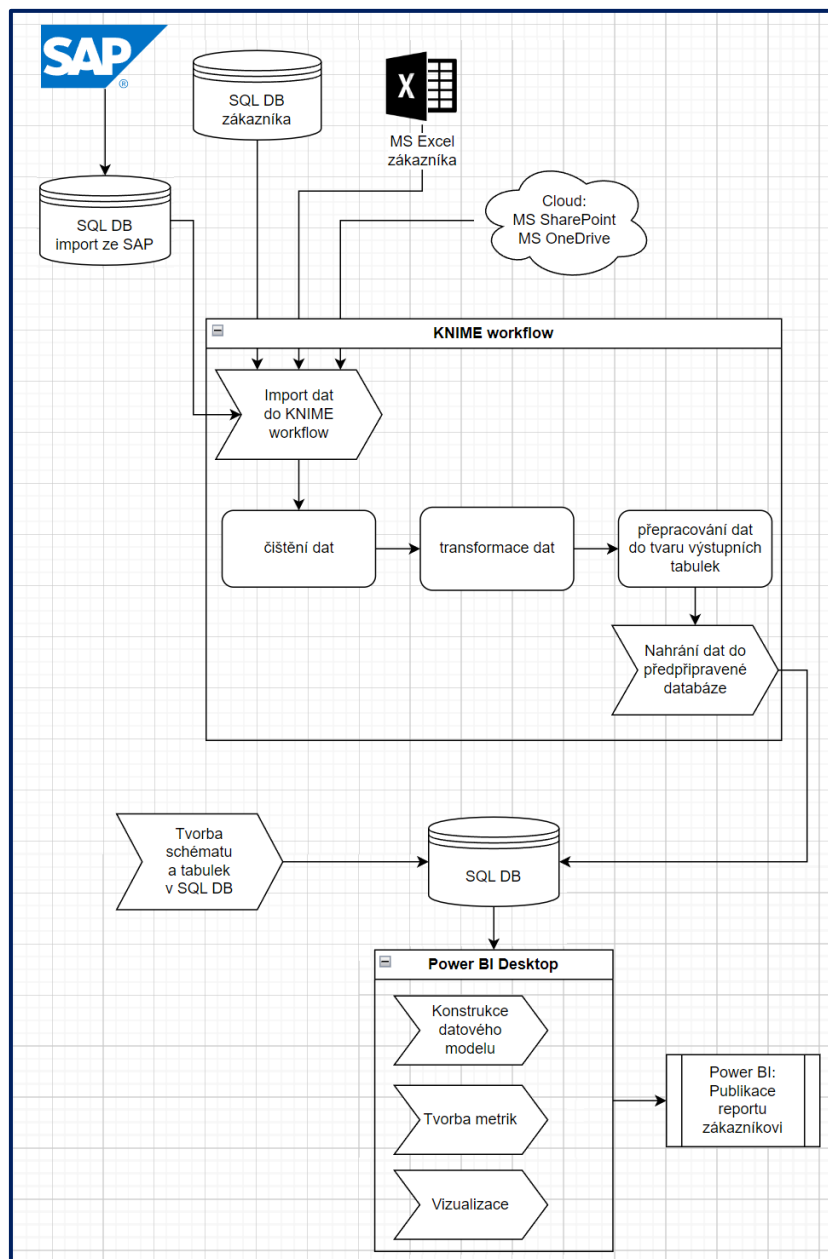 SAP
®
SQL DB
zákazníka
X
MS Excel
zákazníka
SQL DB
import ze SAP
Cloud:
MS SharePoint
MS OneDrive
KNIME workflow
Import dat
do KNIME
workflow
čištění dat
transformace dat
přepracování dat
do tvaru výstupních
tabulek
Nahrání dat do
předpřipravené
databáze
Tvorba
schématu
a tabulek
v SQL DB
SQL DB
Power BI Desktop
Konstrukce
datového
modelu
Tvorba metrik
Vizualizace
Power BI:
Publikace
reportu
zákazníkovi